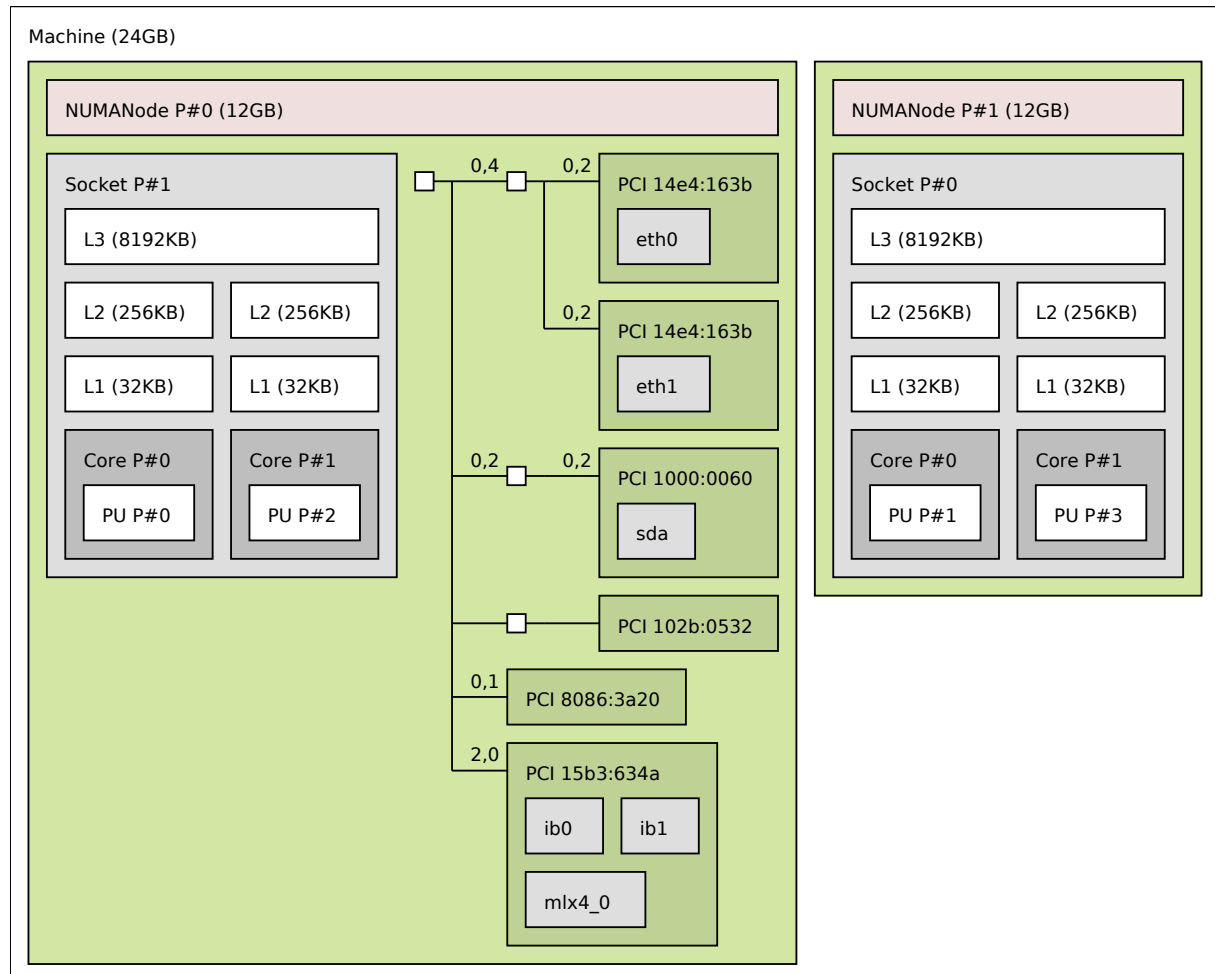 Machine (24GB)
NUMANode P#0 (12GB)
Socket P#1
L3 (8192KB)
L2 (256KB) L2 (256KB)
L1 (32KB) L1 (32KB)
Core P#0 Core P#1
PU P#0 PU P#2
0,4 0,2 PCI 14e4:163b
eth0
0,2 PCI 14e4:163b
eth1
0,2 0,2 PCI 1000:0060
sda
PCI 102b:0532
0,1 PCI 8086:3a20
2,0 PCI 15b3:634a
ib0 ib1
mlx4_0
NUMANode P#1 (12GB)
Socket P#0
L3 (8192KB)
L2 (256KB) L2 (256KB)
L1 (32KB) L1 (32KB)
Core P#0 Core P#1
PU P#1 PU P#3